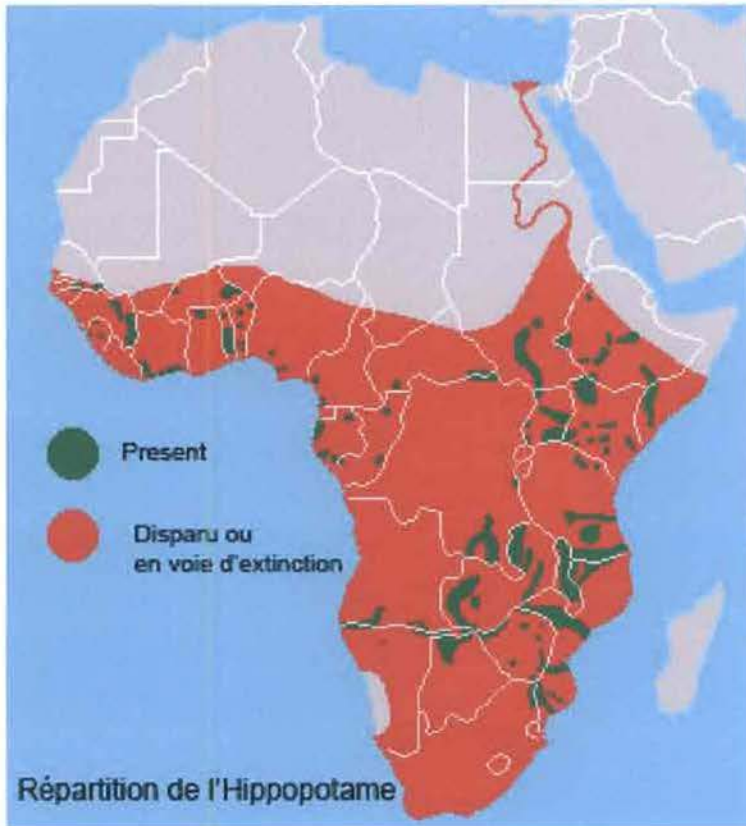 Present
Disparu ou
en voie d'extinction
Répartition de l'Hippopotame